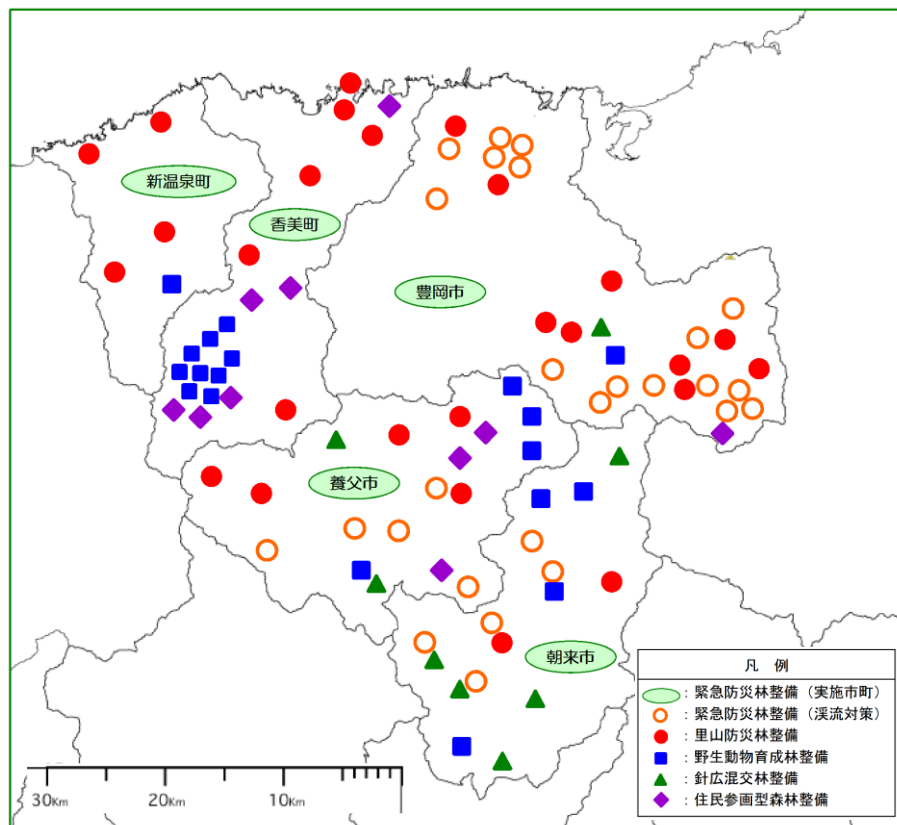 新温泉町
香美町
豊岡市
養父市
朝来市
凡 例
：緊急防災林整備（実施市町）
：緊急防災林整備（渓流対策）
：里山防災林整備
：野生動物育成林整備
：針広混交林整備
：住民参画型森林整備
30Km 20Km 10Km